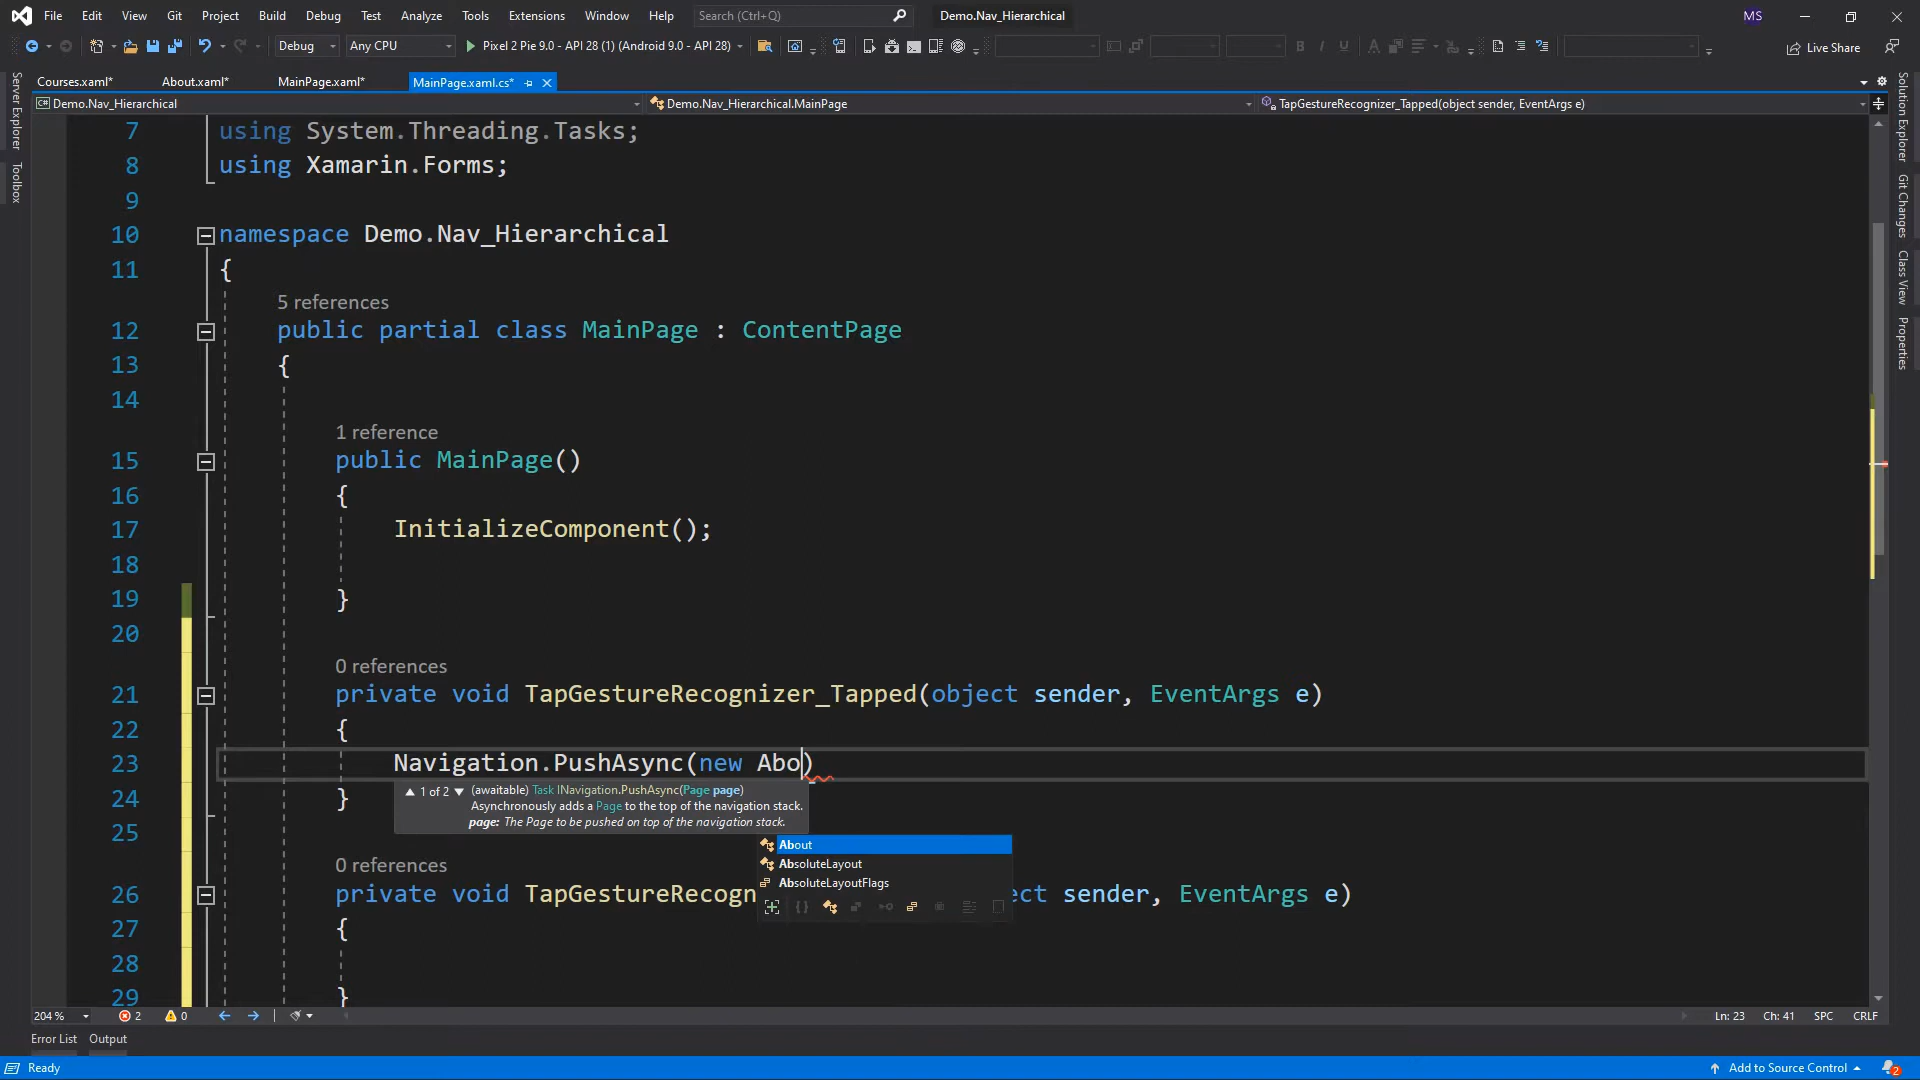 File Edit View Git Project Build Debug Test Analyze Tools Extensions Window Help Search (Ctrl+Q) Demo.Nav_Hierarchical MS
Debug Any CPU Pixel 2 Pie 9.0 - API 28 (1) (Android 9.0 - API 28) Live Share
Courses.xaml* About.xaml* MainPage.xaml* MainPage.xaml.cs*
Demo.Nav_Hierarchical Demo.Nav_Hierarchical.MainPage TapGestureRecognizer_Tapped(object sender, EventArgs e)
Server Explorer
Toolbox
Solution Explorer
Git Changes
Class View
Properties
7 using System.Threading.Tasks;
8 using Xamarin.Forms;
9
10 namespace Demo.Nav_Hierarchical
11 {
5 references
12 public partial class MainPage : ContentPage
13 {
14
1 reference
15 public MainPage()
16 {
17 InitializeComponent();
18
19 }
20
0 references
21 private void TapGestureRecognizer_Tapped(object sender, EventArgs e)
22 {
23 Navigation.PushAsync(new Abo)
24 }
1 of 2 (awaitable) Task INavigation.PushAsync(Page page)
Asynchronously adds a Page to the top of the navigation stack.
page: The Page to be pushed on top of the navigation stack.
25
About
AbsoluteLayout
AbsoluteLayoutFlags
0 references
26 private void TapGestureRecogn ect sender, EventArgs e)
27 {
28
29 }
204 % 2 0 Ln: 23 Ch: 41 SPC CRLF
Error List Output
Ready Add to Source Control 2